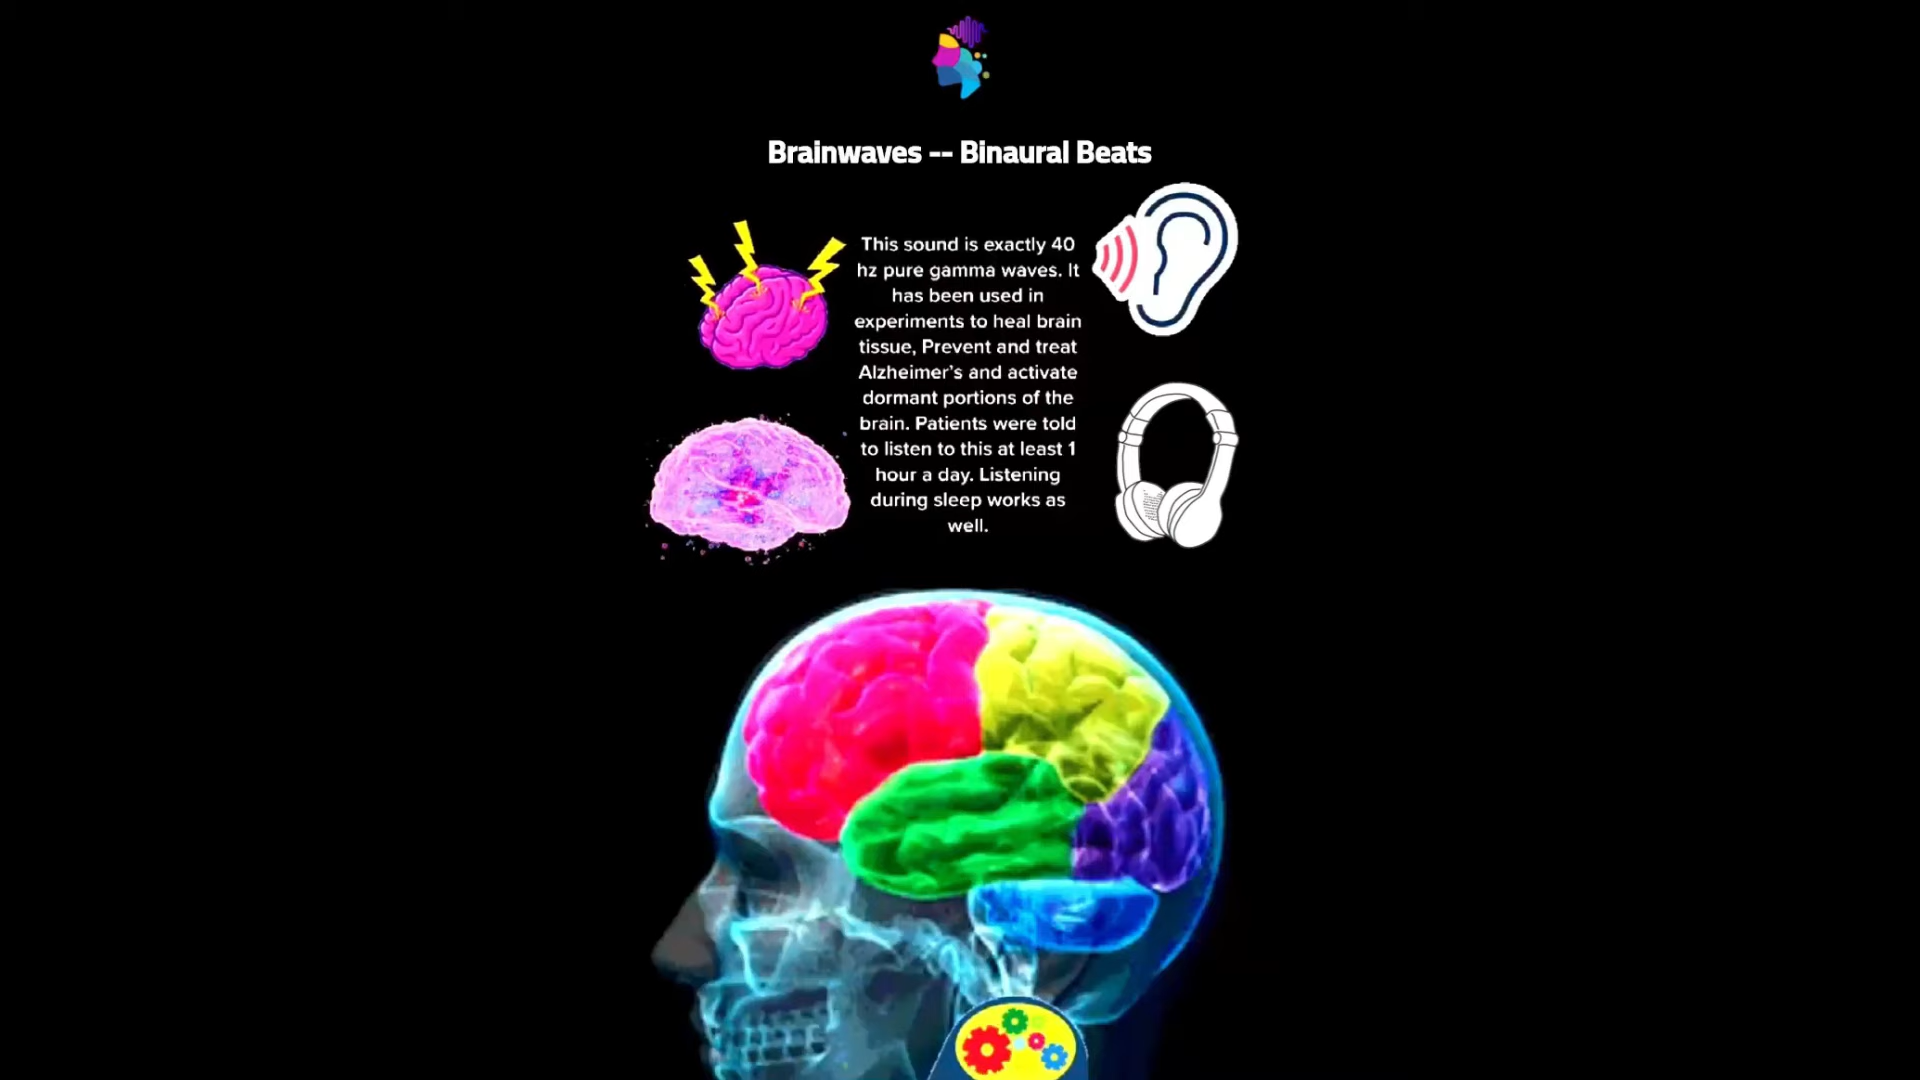 Brainwaves -- Binaural Beats
This sound is exactly 40
hz pure gamma waves. It
has been used in
experiments to heal brain
tissue, Prevent and treat
Alzheimer's and activate
dormant portions of the
brain. Patients were told
to listen to this at least 1
hour a day. Listening
during sleep works as
well.